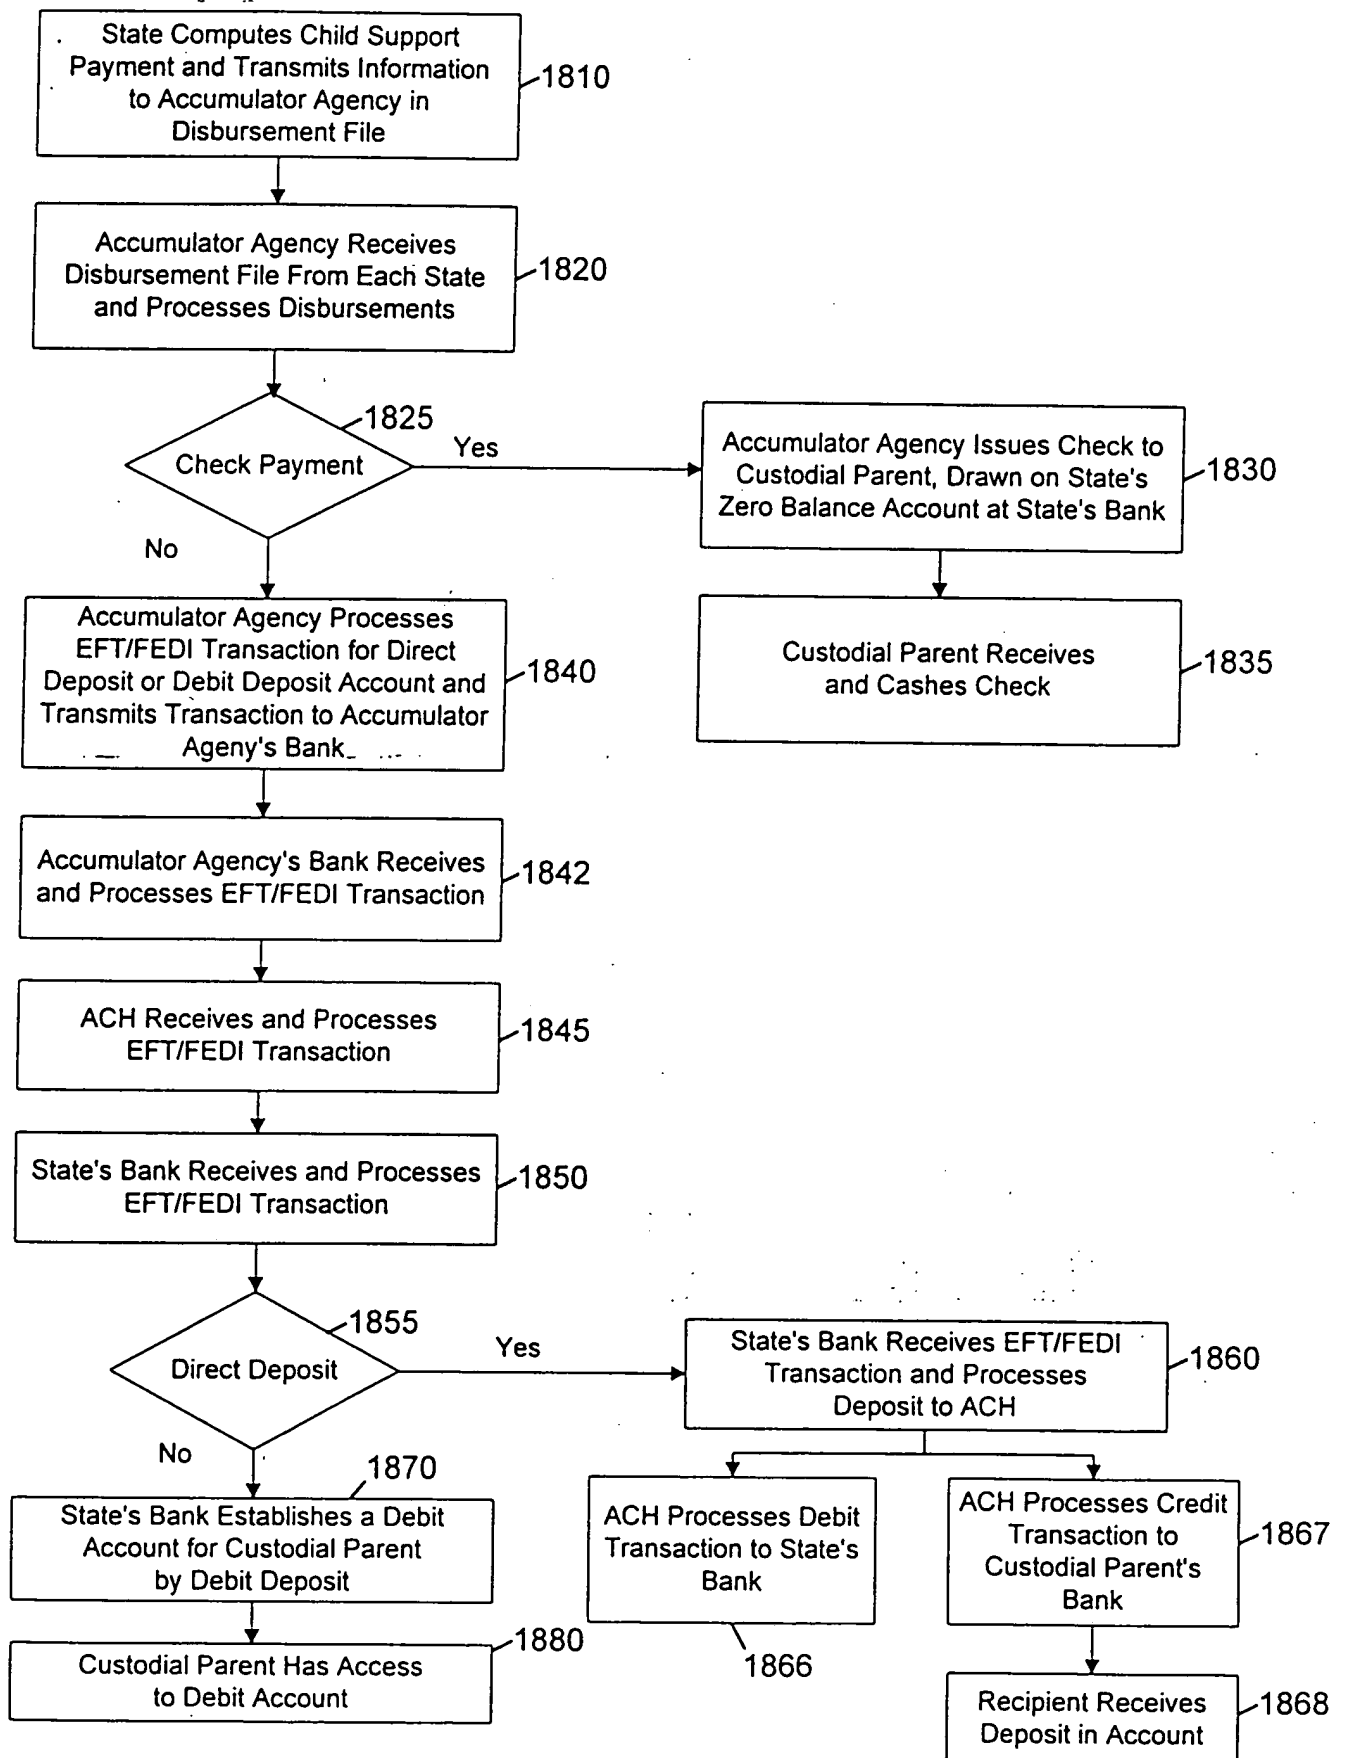 State Computes Child Support
Payment and Transmits Information
to Accumulator Agency in
Disbursement File
1810
Accumulator Agency Receives
Disbursement File From Each State
and Processes Disbursements
1820
1825
Check Payment
Yes
No
Accumulator Agency Issues Check to
Custodial Parent, Drawn on State's
Zero Balance Account at State's Bank
1830
Custodial Parent Receives
and Cashes Check
1835
Accumulator Agency Processes
EFT/FEDI Transaction for Direct
Deposit or Debit Deposit Account and
Transmits Transaction to Accumulator
Ageny's Bank
1840
Accumulator Agency's Bank Receives
and Processes EFT/FEDI Transaction
1842
ACH Receives and Processes
EFT/FEDI Transaction
1845
State's Bank Receives and Processes
EFT/FEDI Transaction
1850
1855
Direct Deposit
Yes
No
State's Bank Receives EFT/FEDI
Transaction and Processes
Deposit to ACH
1860
ACH Processes Debit
Transaction to State's
Bank
1866
ACH Processes Credit
Transaction to
Custodial Parent's
Bank
1867
Recipient Receives
Deposit in Account
1868
1870
State's Bank Establishes a Debit
Account for Custodial Parent
by Debit Deposit
1880
Custodial Parent Has Access
to Debit Account